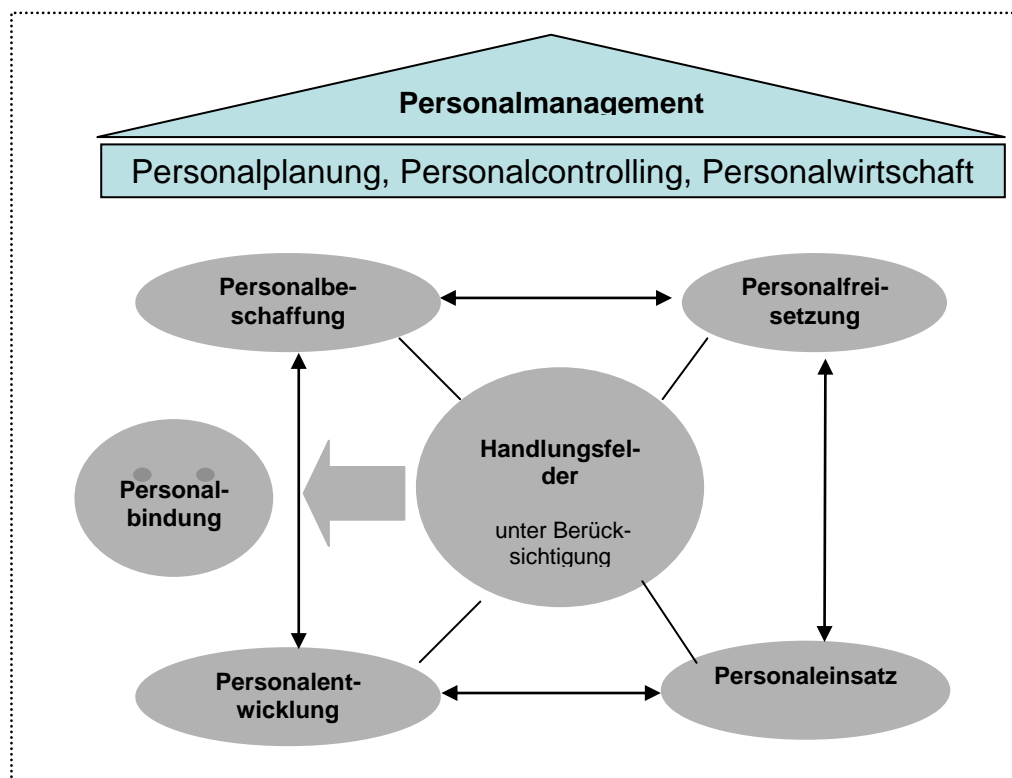 Personalmanagement
Personalplanung, Personalcontrolling, Personalwirtschaft
Personalbe-
schaffung
Personalfrei-
setzung
Handlungsfel-
der
unter Berück-
sichtigung
Personal-
bindung
Personalent-
wicklung
Personaleinsatz